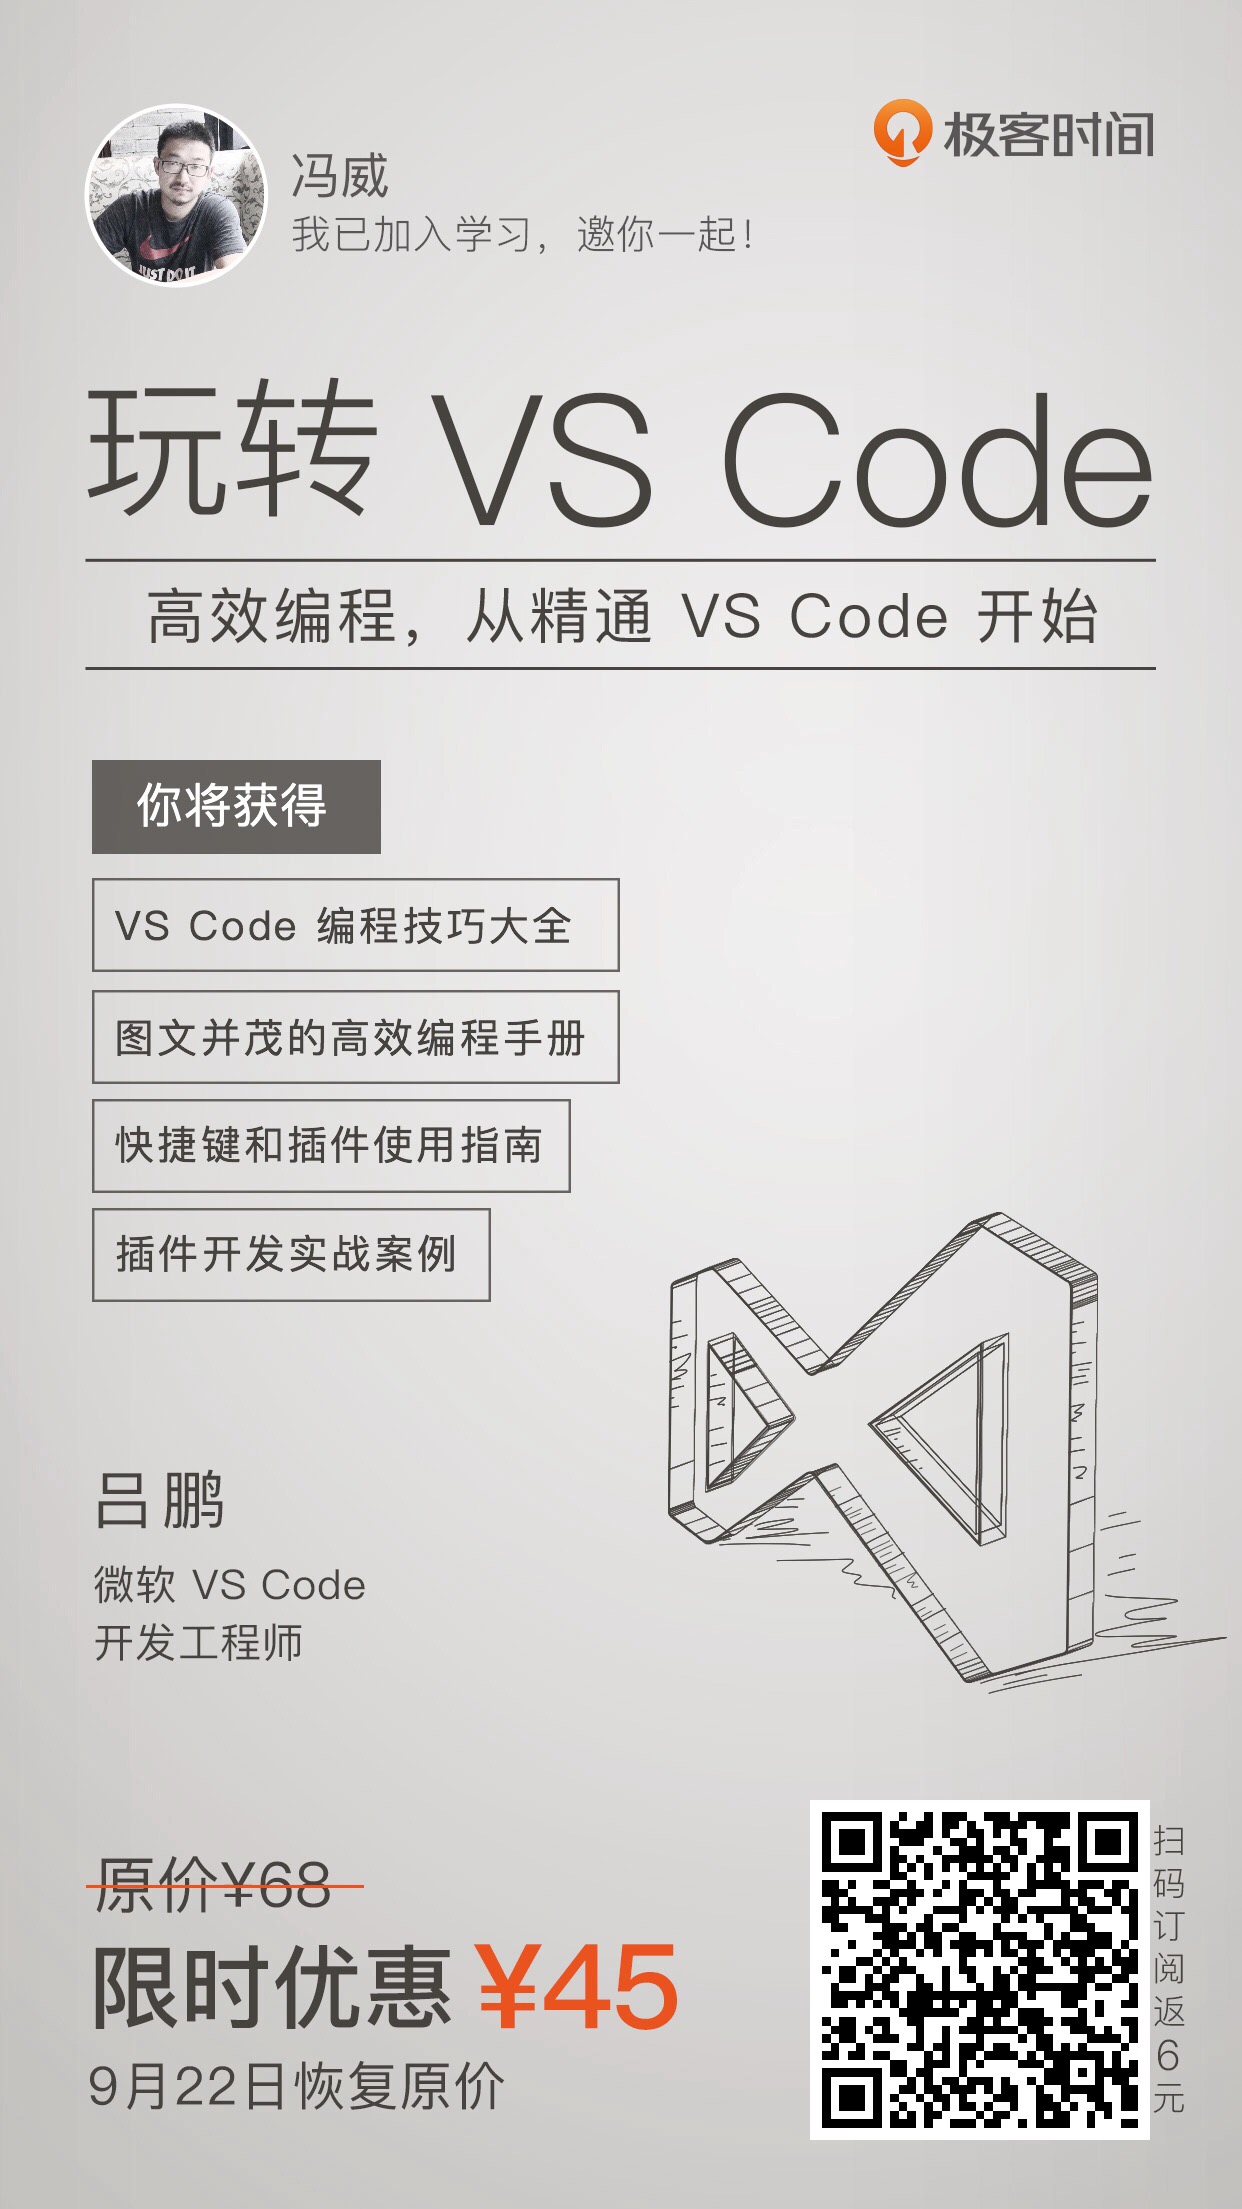 极客时间
冯威
我已加入学习，邀你一起！
JUST DO IT
玩转 VS Code
高效编程，从精通 VS Code 开始
你将获得
VS Code 编程技巧大全
图文并茂的高效编程手册
快捷键和插件使用指南
插件开发实战案例
吕鹏
微软 VS Code
开发工程师
原价¥68
限时优惠 ¥45
9月22日恢复原价
扫码订阅返6元